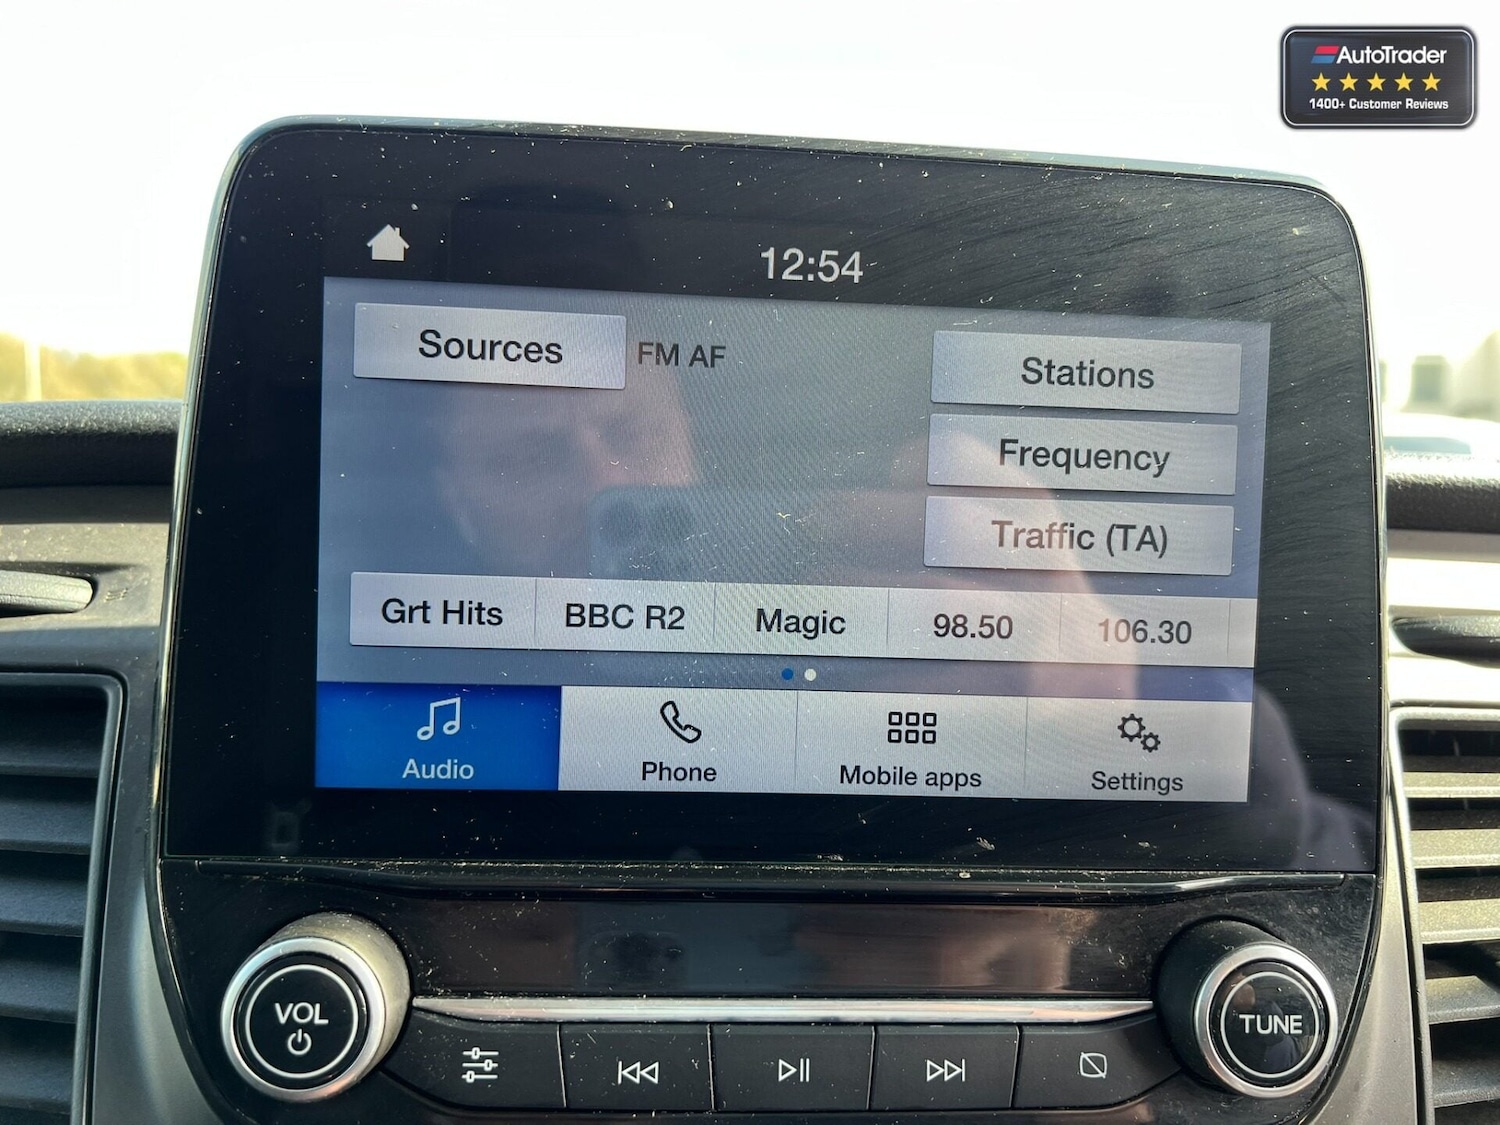 AutoTrader
1400+ Customer Reviews
12:54
Sources FM AF
Stations
Frequency
Traffic (TA)
Grt Hits BBC R2 Magic 98.50 106.30
Audio Phone Mobile apps Settings
VOL
TUNE